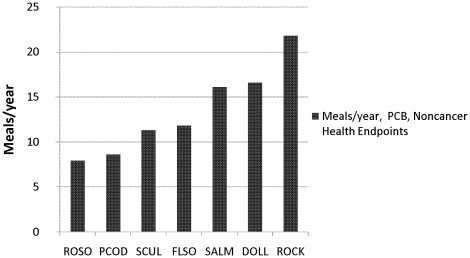 25
20
15
10
5
0
Meals/year
ROSO PCOD SCUL FLSO SALM DOLL ROCK
Meals/year, PCB, Noncancer
Health Endpoints